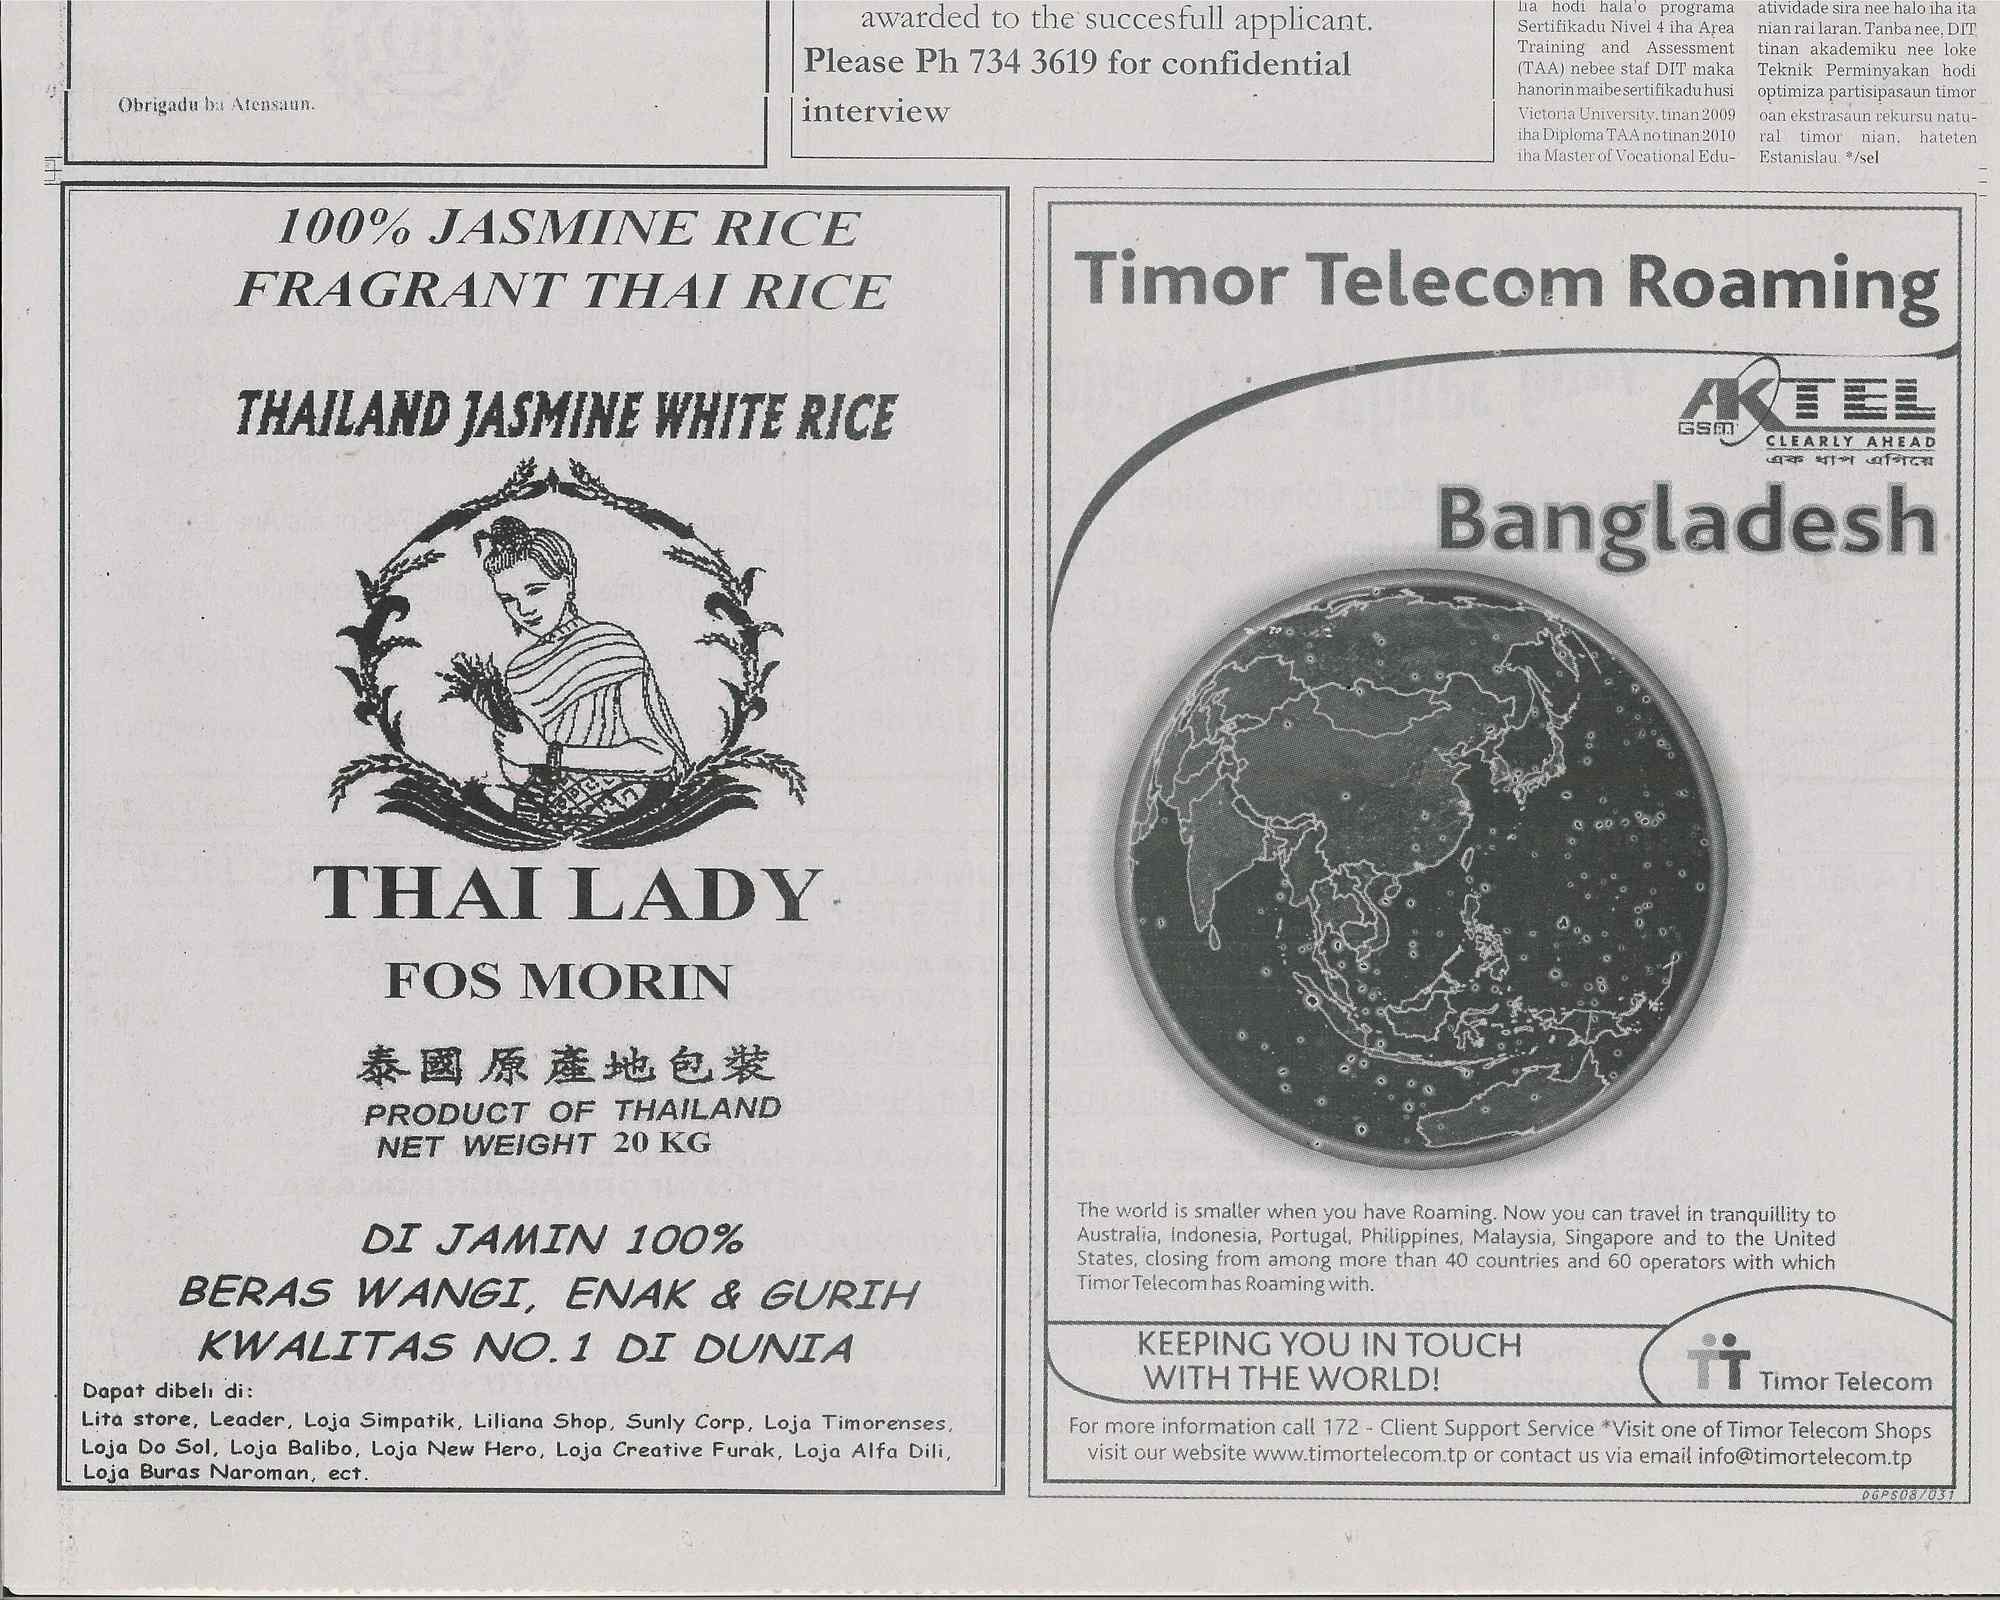 Obrigadu ba Atensaun.
awarded to the succesfull applicant.
Please Ph 734 3619 for confidential
interview
lia hodi hala'o programa
Sertifikadu Nivel 4 iha Area
Training and Assessment
(TAA) nebee staf DIT maka
hanorin maibe sertifikadu husi
Victoria University, tinan 2009
iha Diploma TAA no tinan 2010
iha Master of Vocational Edu-
atividade sira nee halo iha ita
nian rai laran. Tanba nee, DIT
tinan akademiku nee loke
Teknik Perminyakan hodi
optimiza partisipasaun timor
oan ekstrasaun rekursu natu-
ral timor nian, hateten
Estanislau. */sel
100% JASMINE RICE
FRAGRANT THAI RICE
THAILAND JASMINE WHITE RICE
THAI LADY
FOS MORIN
泰國原產地包裝
PRODUCT OF THAILAND
NET WEIGHT 20 KG
DI JAMIN 100%
BERAS WANGI, ENAK & GURIH
KWALITAS NO.1 DI DUNIA
Dapat dibeli di:
Lita store, Leader, Loja Simpatik, Liliana Shop, Sunly Corp, Loja Timorenses,
Loja Do Sol, Loja Balibo, Loja New Hero, Loja Creative Furak, Loja Alfa Dili,
Loja Buras Naroman, ect.
Timor Telecom Roaming
AKTEL
GSM
CLEARLY AHEAD
এক ধাপ এগিয়ে
Bangladesh
The world is smaller when you have Roaming. Now you can travel in tranquillity to
Australia, Indonesia, Portugal, Philippines, Malaysia, Singapore and to the United
States, closing from among more than 40 countries and 60 operators with which
Timor Telecom has Roaming with.
KEEPING YOU IN TOUCH
WITH THE WORLD!
Timor Telecom
For more information call 172 - Client Support Service *Visit one of Timor Telecom Shops
visit our website www.timortelecom.tp or contact us via email info@timortelecom.tp
DGPS08/031